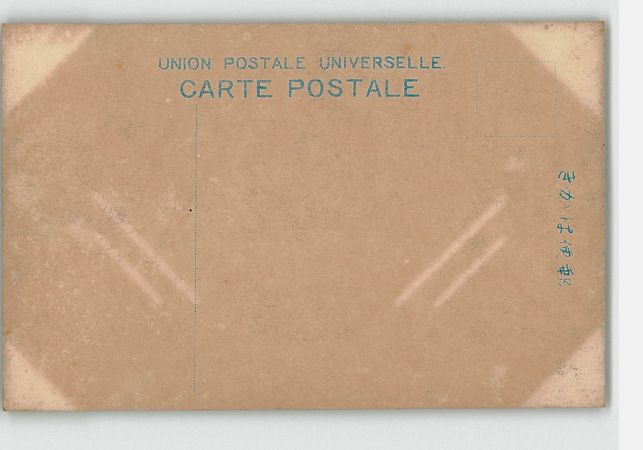 UNION POSTALE UNIVERSELLE.
CARTE POSTALE
きかは便郵